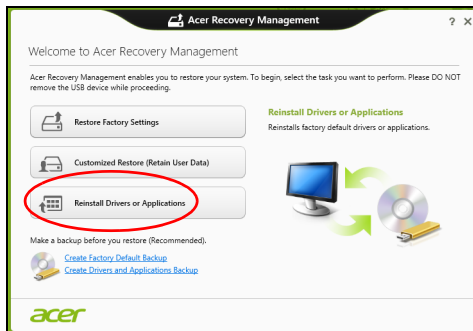 Acer Recovery Management
? X
Welcome to Acer Recovery Management
Acer Recovery Management enables you to restore your system. To begin, select the task you want to perform. Please DO NOT
remove the USB device while proceeding.
Restore Factory Settings
Customized Restore (Retain User Data)
Reinstall Drivers or Applications
Reinstall Drivers or Applications
Reinstalls factory default drivers or applications.
Make a backup before you restore (Recommended).
Create Factory Default Backup
Create Drivers and Applications Backup
acer